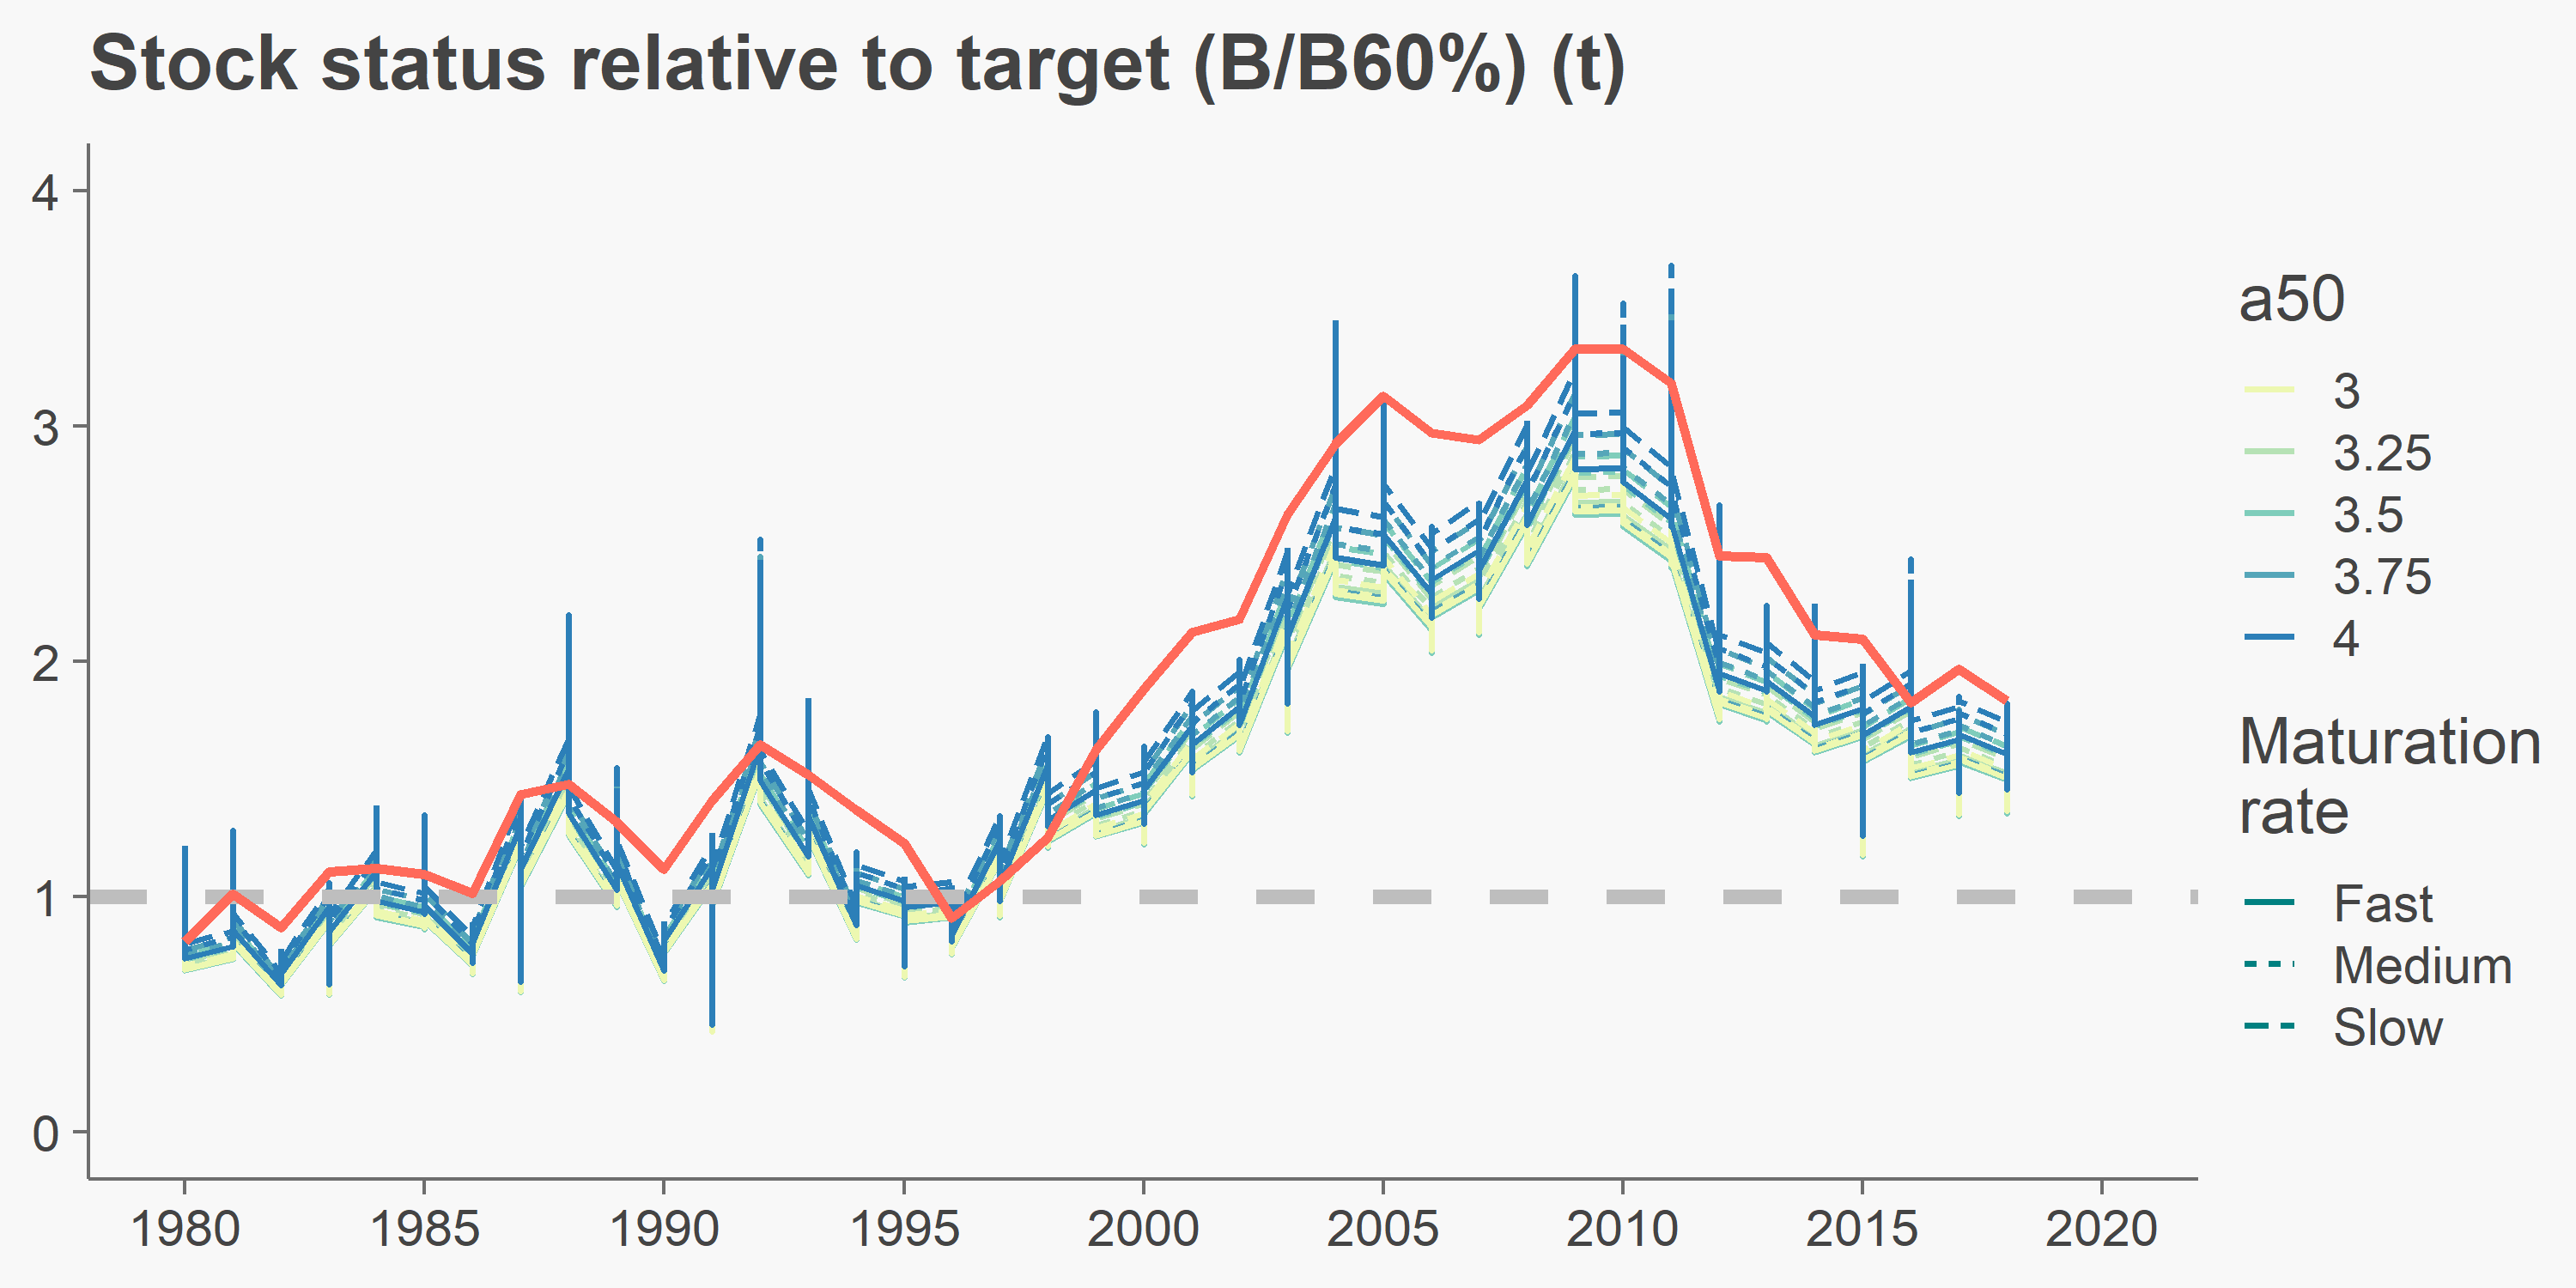 Stock status relative to target (B/B60%) (t)
4
3
2
1
0
1980 1985 1990 1995 2000 2005 2010 2015 2020
a50
3
3.25
3.5
3.75
4
Maturation
rate
Fast
Medium
Slow